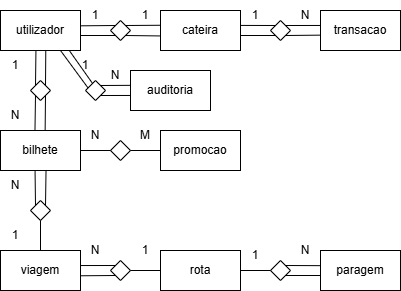 1 1 1 N
utilizador cateira transacao
1 1 N
auditoria
N N M
bilhete promocao
N
1 N 1 1 N
viagem rota paragem